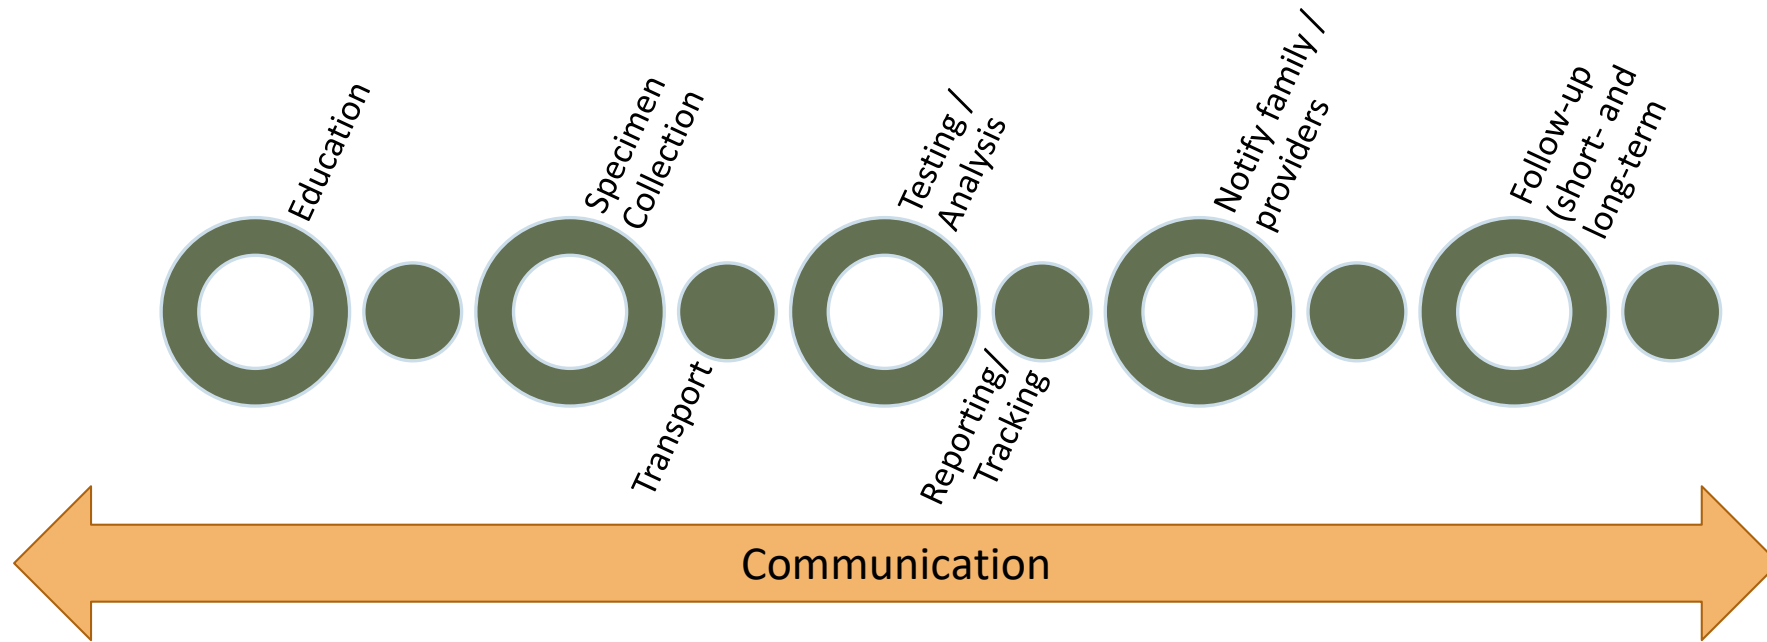 Education
Specimen
Collection
Transport
Testing /
Analysis
Reporting/
Tracking
Notify family /
providers
Follow-up
(short- and
long-term
Communication